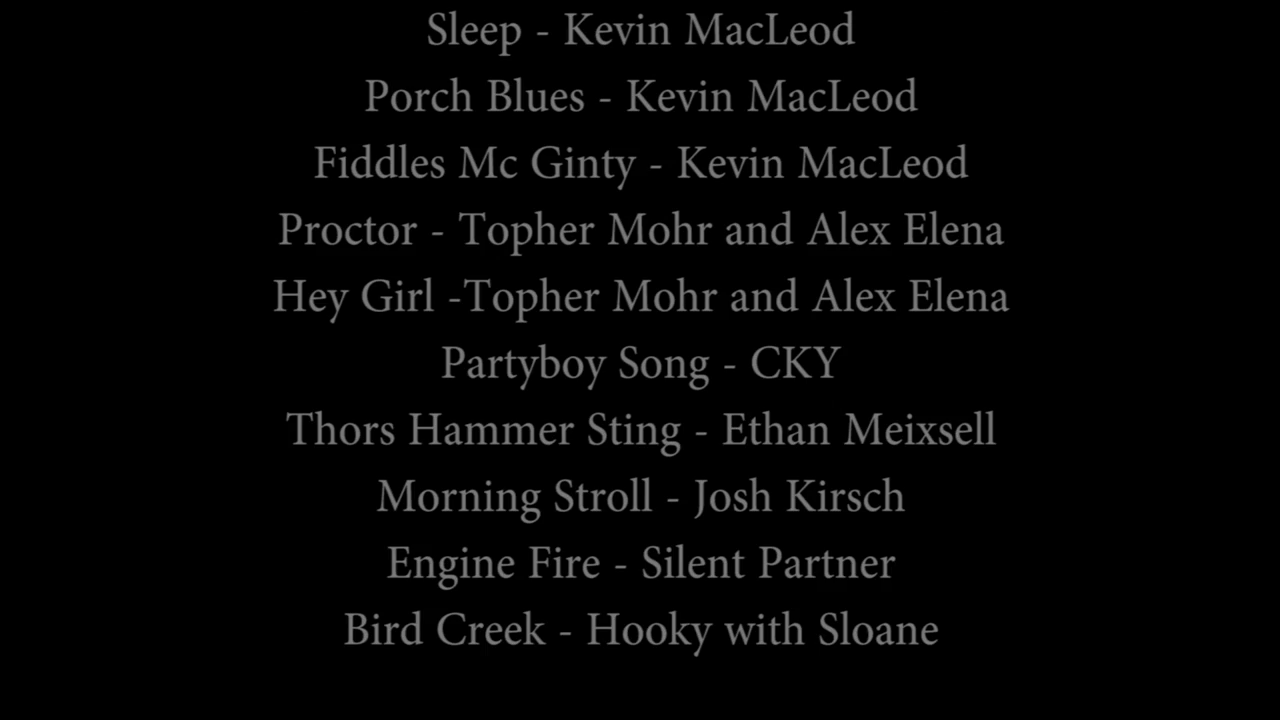 Sleep - Kevin MacLeod
Porch Blues - Kevin MacLeod
Fiddles Mc Ginty - Kevin MacLeod
Proctor - Topher Mohr and Alex Elena
Hey Girl -Topher Mohr and Alex Elena
Partyboy Song - CKY
Thors Hammer Sting - Ethan Meixsell
Morning Stroll - Josh Kirsch
Engine Fire - Silent Partner
Bird Creek - Hooky with Sloane